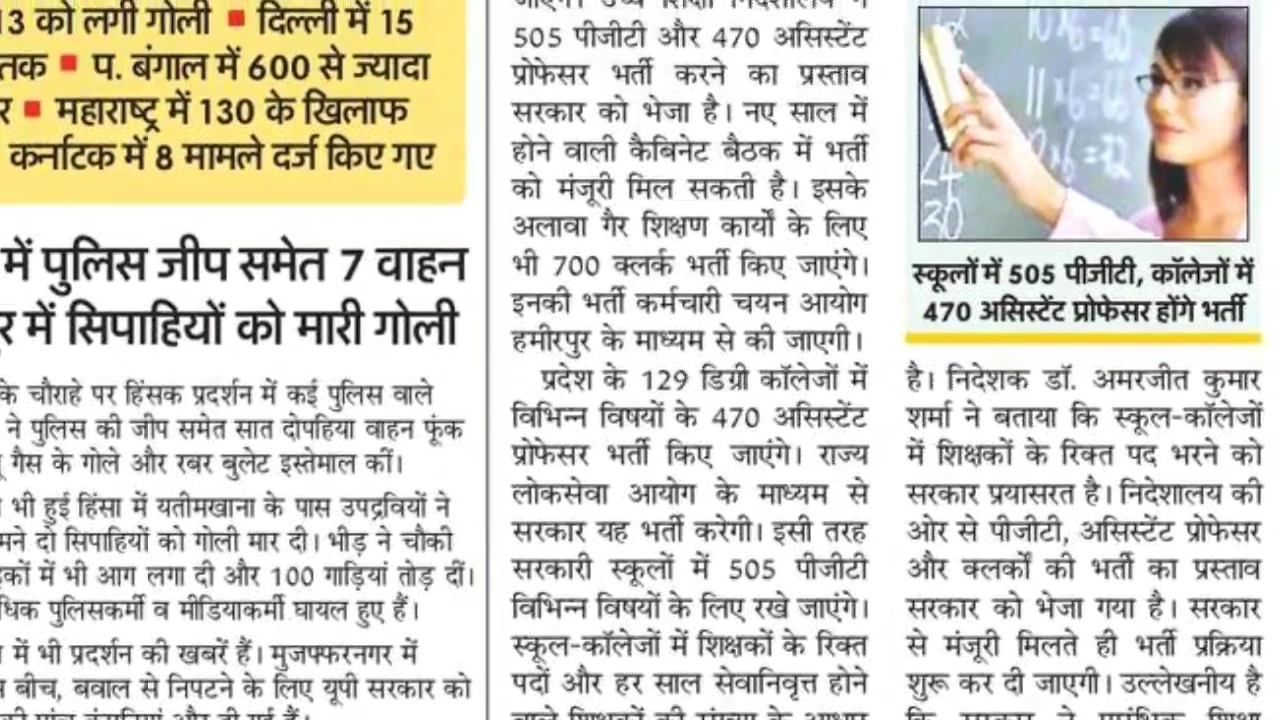 13 को लगी गोली ▪ दिल्ली में 15
तक ▪ प. बंगाल में 600 से ज्यादा
र ▪ महाराष्ट्र में 130 के खिलाफ
कर्नाटक में 8 मामले दर्ज किए गए
में पुलिस जीप समेत 7 वाहन
र में सिपाहियों को मारी गोली
के चौराहे पर हिंसक प्रदर्शन में कई पुलिस वाले
ने पुलिस की जीप समेत सात दोपहिया वाहन फूंक
गैस के गोले और रबर बुलेट इस्तेमाल कीं।
भी हुई हिंसा में यतीमखाना के पास उपद्रवियों ने
मने दो सिपाहियों को गोली मार दी। भीड़ ने चौकी
कों में भी आग लगा दी और 100 गाड़ियां तोड़ दीं।
धिक पुलिसकर्मी व मीडियाकर्मी घायल हुए हैं।
में भी प्रदर्शन की खबरें हैं। मुजफ्फरनगर में
बीच, बवाल से निपटने के लिए यूपी सरकार को
505 पीजीटी और 470 असिस्टेंट
प्रोफेसर भर्ती करने का प्रस्ताव
सरकार को भेजा है। नए साल में
होने वाली कैबिनेट बैठक में भर्ती
को मंजूरी मिल सकती है। इसके
अलावा गैर शिक्षण कार्यों के लिए
भी 700 क्लर्क भर्ती किए जाएंगे।
इनकी भर्ती कर्मचारी चयन आयोग
हमीरपुर के माध्यम से की जाएगी।
प्रदेश के 129 डिग्री कॉलेजों में
विभिन्न विषयों के 470 असिस्टेंट
प्रोफेसर भर्ती किए जाएंगे। राज्य
लोकसेवा आयोग के माध्यम से
सरकार यह भर्ती करेगी। इसी तरह
सरकारी स्कूलों में 505 पीजीटी
विभिन्न विषयों के लिए रखे जाएंगे।
स्कूल-कॉलेजों में शिक्षकों के रिक्त
पदों और हर साल सेवानिवृत्त होने
स्कूलों में 505 पीजीटी, कॉलेजों में
470 असिस्टेंट प्रोफेसर होंगे भर्ती
है। निदेशक डॉ. अमरजीत कुमार
शर्मा ने बताया कि स्कूल-कॉलेजों
में शिक्षकों के रिक्त पद भरने को
सरकार प्रयासरत है। निदेशालय की
ओर से पीजीटी, असिस्टेंट प्रोफेसर
और क्लर्कों की भर्ती का प्रस्ताव
सरकार को भेजा गया है। सरकार
से मंजूरी मिलते ही भर्ती प्रक्रिया
शुरू कर दी जाएगी। उल्लेखनीय है